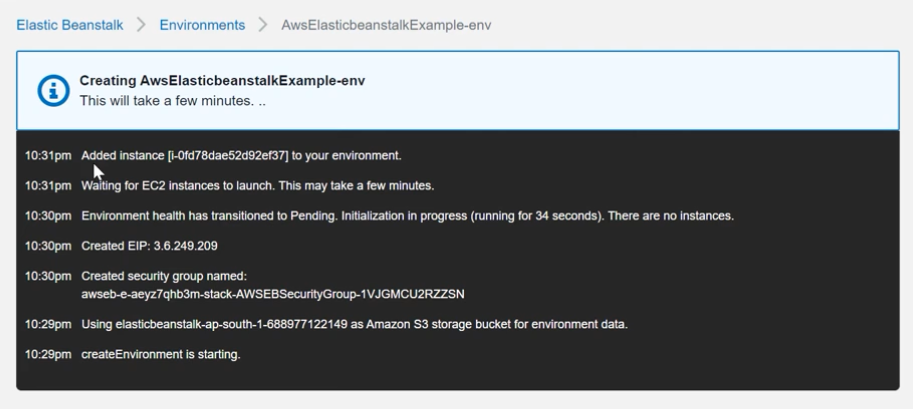 Elastic Beanstalk > Environments > AwsElasticbeanstalkExample-env
Creating AwsElasticbeanstalkExample-env
This will take a few minutes. ..
10:31pm Added instance [i-0fd78dae52d92ef37] to your environment.
10:31pm Waiting for EC2 instances to launch. This may take a few minutes.
10:30pm Environment health has transitioned to Pending. Initialization in progress (running for 34 seconds). There are no instances.
10:30pm Created EIP: 3.6.249.209
10:30pm Created security group named:
awseb-e-aeyz7qhb3m-stack-AWSEBSecurityGroup-1VJGMCU2RZZSN
10:29pm Using elasticbeanstalk-ap-south-1-688977122149 as Amazon S3 storage bucket for environment data.
10:29pm createEnvironment is starting.